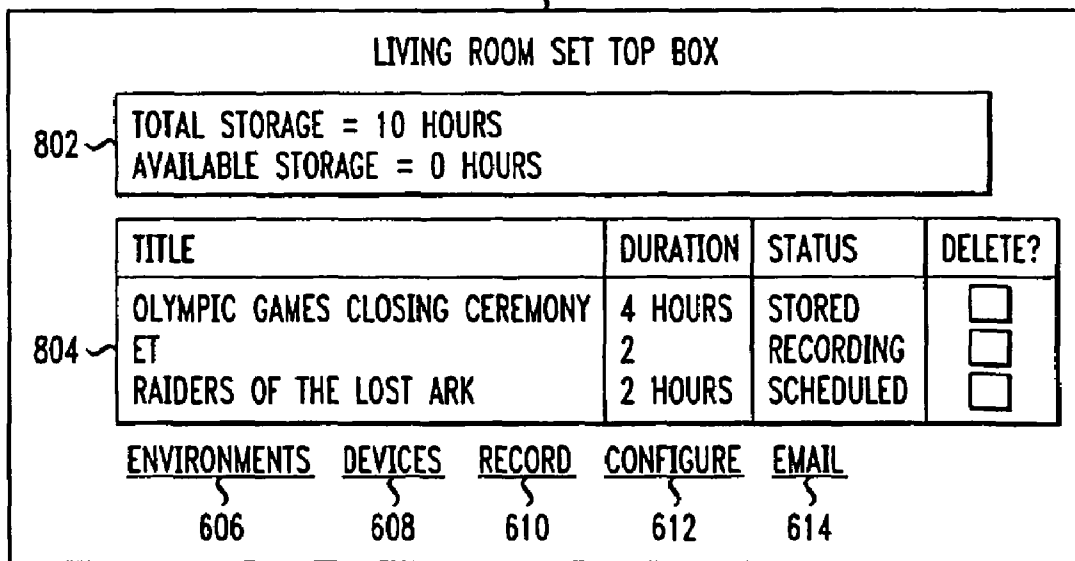 LIVING ROOM SET TOP BOX
802
TOTAL STORAGE = 10 HOURS
AVAILABLE STORAGE = 0 HOURS
TITLE DURATION STATUS DELETE?
OLYMPIC GAMES CLOSING CEREMONY 4 HOURS STORED
804 ET 2 RECORDING
RAIDERS OF THE LOST ARK 2 HOURS SCHEDULED
ENVIRONMENTS DEVICES RECORD CONFIGURE EMAIL
606 608 610 612 614